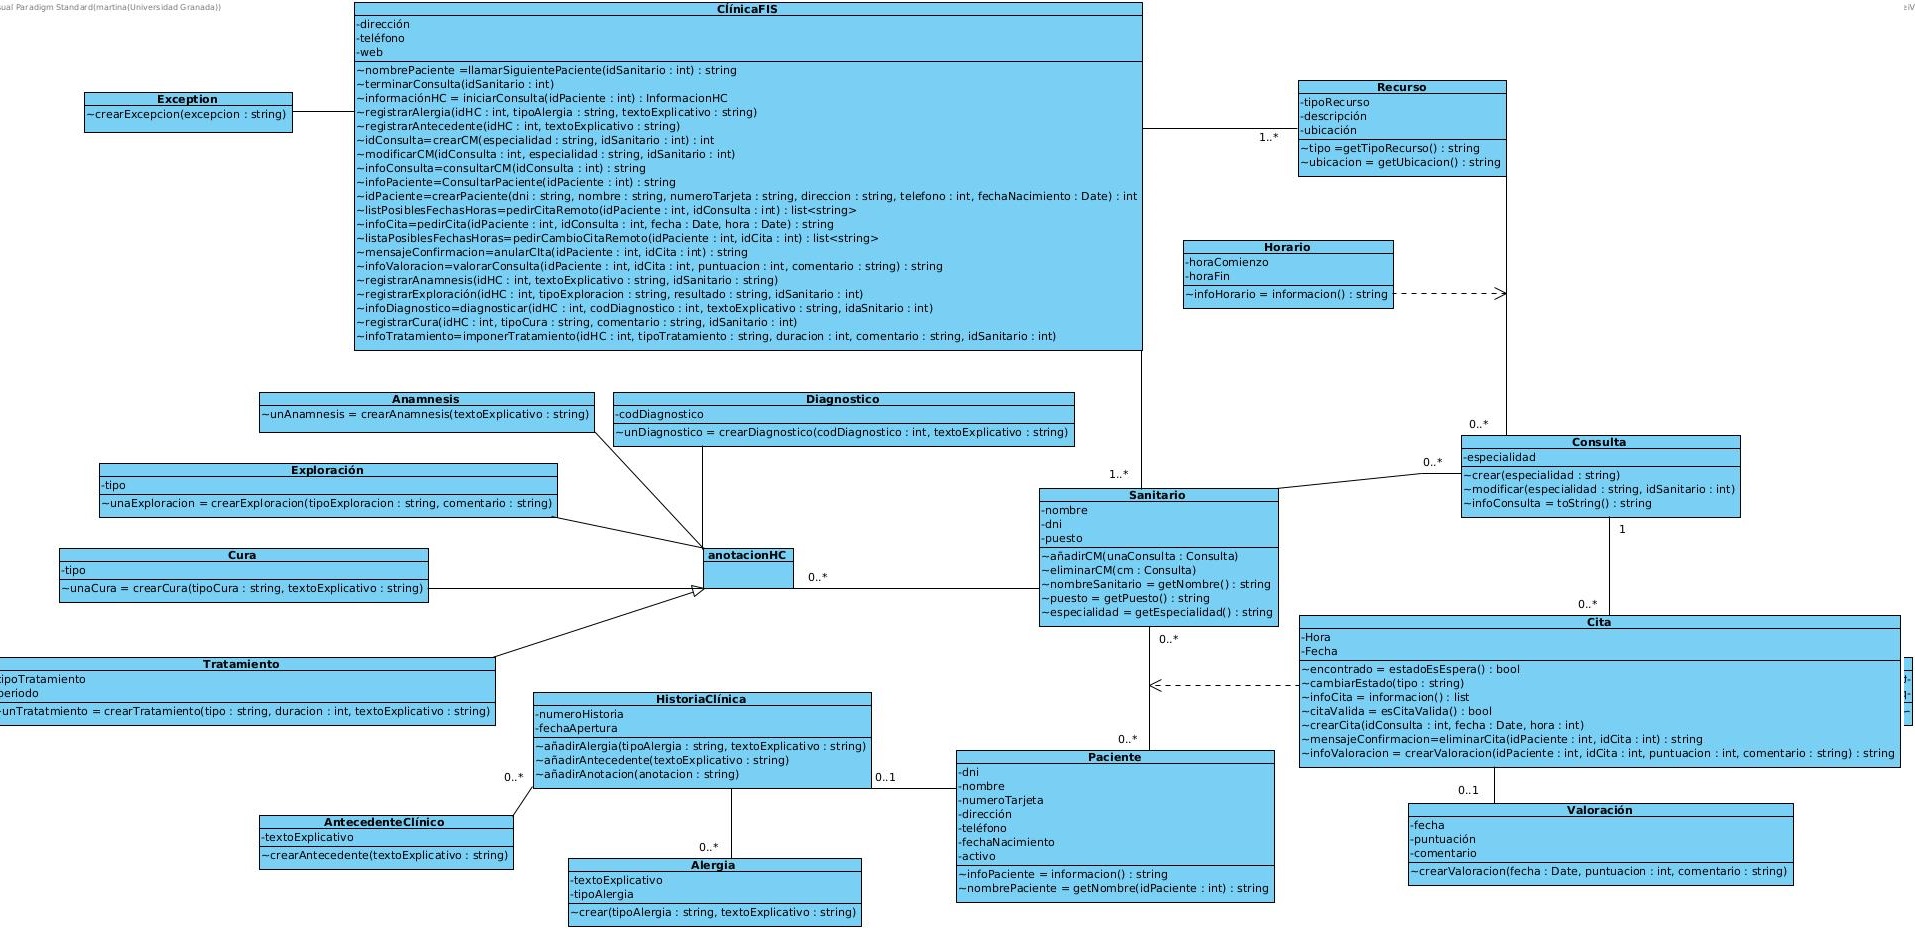 sual Paradigm Standard(martina(Universidad Granada))
ClínicaFIS
-dirección
-teléfono
-web
~nombrePaciente =llamarSiguientePaciente(idSanitario : int) : string
~terminarConsulta(idSanitario : int)
~informaciónHC = iniciarConsulta(idPaciente : int) : InformacionHC
~registrarAlergia(idHC : int, tipoAlergia : string, textoExplicativo : string)
~registrarAntecedente(idHC : int, textoExplicativo : string)
~idConsulta=crearCM(especialidad : string, idSanitario : int) : int
~modificarCM(idConsulta : int, especialidad : string, idSanitario : int)
~infoConsulta=consultarCM(idConsulta : int) : string
~infoPaciente=ConsultarPaciente(idPaciente : int) : string
~idPaciente=crearPaciente(dni : string, nombre : string, numeroTarjeta : string, direccion : string, telefono : int, fechaNacimiento : Date) : int
~listPosiblesFechasHoras=pedirCitaRemoto(idPaciente : int, idConsulta : int) : list<string>
~infoCita=pedirCita(idPaciente : int, idConsulta : int, fecha : Date, hora : Date) : string
~listaPosiblesFechasHoras=pedirCambioCitaRemoto(idPaciente : int, idCita : int) : list<string>
~mensajeConfirmacion=anularCIta(idPaciente : int, idCita : int) : string
~infoValoracion=valorarConsulta(idPaciente : int, idCita : int, puntuacion : int, comentario : string) : string
~registrarAnamnesis(idHC : int, textoExplicativo : string, idSanitario : string)
~registrarExploración(idHC : int, tipoExploracion : string, resultado : string, idSanitario : int)
~infoDiagnostico=diagnosticar(idHC : int, codDiagnostico : int, textoExplicativo : string, idaSnitario : int)
~registrarCura(idHC : int, tipoCura : string, comentario : string, idSanitario : int)
~infoTratamiento=imponerTratamiento(idHC : int, tipoTratamiento : string, duracion : int, comentario : string, idSanitario : int)
Exception
~crearExcepcion(excepcion : string)
Recurso
-tipoRecurso
-descripción
-ubicación
~tipo =getTipoRecurso() : string
~ubicacion = getUbicacion() : string
1..*
Horario
-horaComienzo
-horaFin
~infoHorario = informacion() : string
Anamnesis
~unAnamnesis = crearAnamnesis(textoExplicativo : string)
Diagnostico
-codDiagnostico
~unDiagnostico = crearDiagnostico(codDiagnostico : int, textoExplicativo : string)
Exploración
-tipo
~unaExploracion = crearExploracion(tipoExploracion : string, comentario : string)
Cura
-tipo
~unaCura = crearCura(tipoCura : string, textoExplicativo : string)
anotacionHC
0..*
1..*
Sanitario
-nombre
-dni
-puesto
~añadirCM(unaConsulta : Consulta)
~eliminarCM(cm : Consulta)
~nombreSanitario = getNombre() : string
~puesto = getPuesto() : string
~especialidad = getEspecialidad() : string
0..*
0..*
Consulta
-especialidad
~crear(especialidad : string)
~modificar(especialidad : string, idSanitario : int)
~infoConsulta = toString() : string
1
0..*
Cita
-Hora
-Fecha
~encontrado = estadoEsEspera() : bool
~cambiarEstado(tipo : string)
~infoCita = informacion() : list
~citaValida = esCitaValida() : bool
~crearCita(idConsulta : int, fecha : Date, hora : int)
~mensajeConfirmacion=eliminarCita(idPaciente : int, idCita : int) : string
~infoValoracion = crearValoracion(idPaciente : int, idCita : int, puntuacion : int, comentario : string) : string
0..*
0..*
Tratamiento
tipoTratamiento
periodo
~unTratatmiento = crearTratamiento(tipo : string, duracion : int, textoExplicativo : string)
HistoriaClínica
-numeroHistoria
-fechaApertura
~añadirAlergia(tipoAlergia : string, textoExplicativo : string)
~añadirAntecedente(textoExplicativo : string)
~añadirAnotacion(anotacion : string)
0..*
0..1
Paciente
-dni
-nombre
-numeroTarjeta
-dirección
-teléfono
-fechaNacimiento
-activo
~infoPaciente = informacion() : string
~nombrePaciente = getNombre(idPaciente : int) : string
0..1
Valoración
-fecha
-puntuación
-comentario
~crearValoracion(fecha : Date, puntuacion : int, comentario : string)
AntecedenteClínico
-textoExplicativo
~crearAntecedente(textoExplicativo : string)
0..*
Alergia
-textoExplicativo
-tipoAlergia
~crear(tipoAlergia : string, textoExplicativo : string)